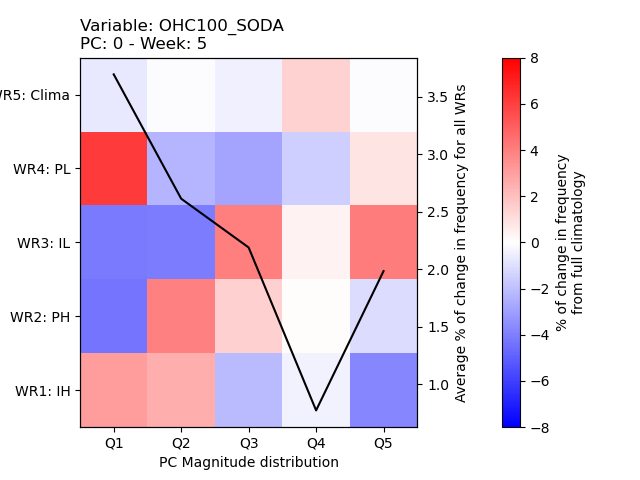 Variable: OHC100_SODA
PC: 0 - Week: 5
WR5: Clima
WR4: PL
WR3: IL
WR2: PH
WR1: IH
Q1 Q2 Q3 Q4 Q5
PC Magnitude distribution
3.5
3.0
2.5
2.0
1.5
1.0
Average % of change in frequency for all WRs
8
6
4
2
0
−2
−4
−6
−8
% of change in frequency
from full climatology